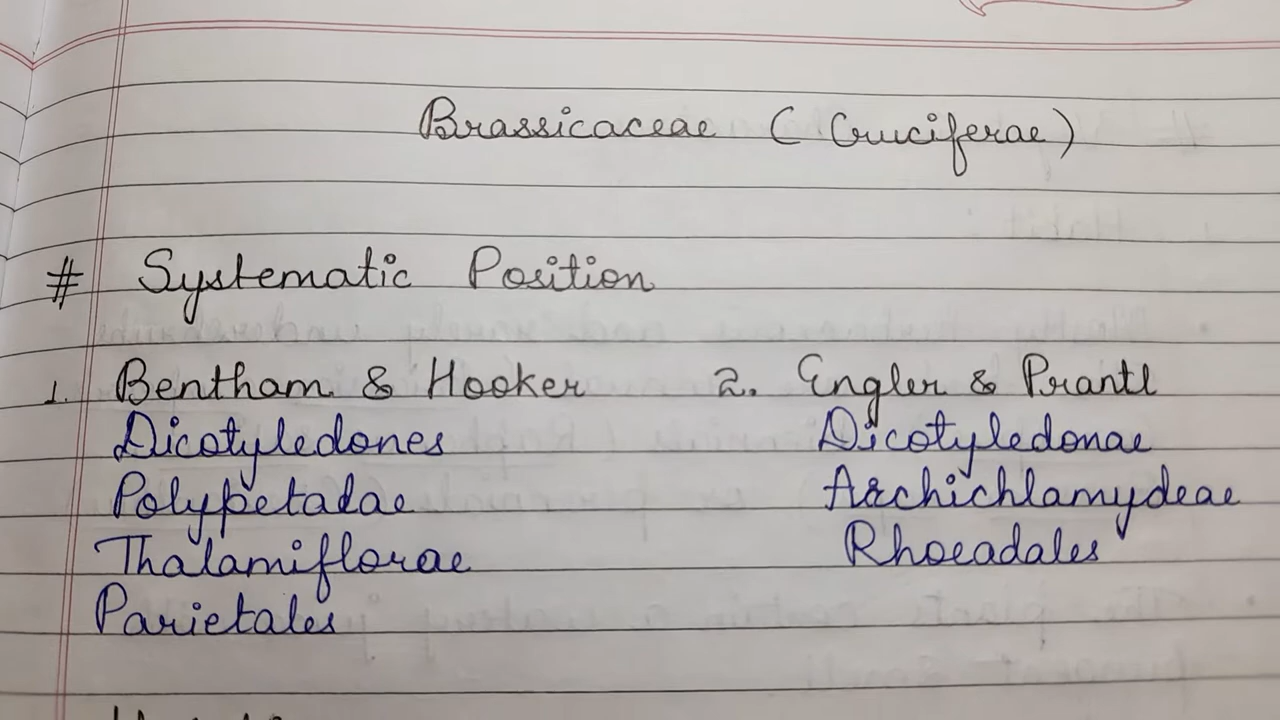 Brassicaceae (Cruciferae)
# Systematic Position
1. Bentham & Hooker 2. Engler & Prantl
Dicotyledones Dicotyledonae
Polypetalae Archichlamydeae
Thalamiflorae Rhoeadales
Parietales